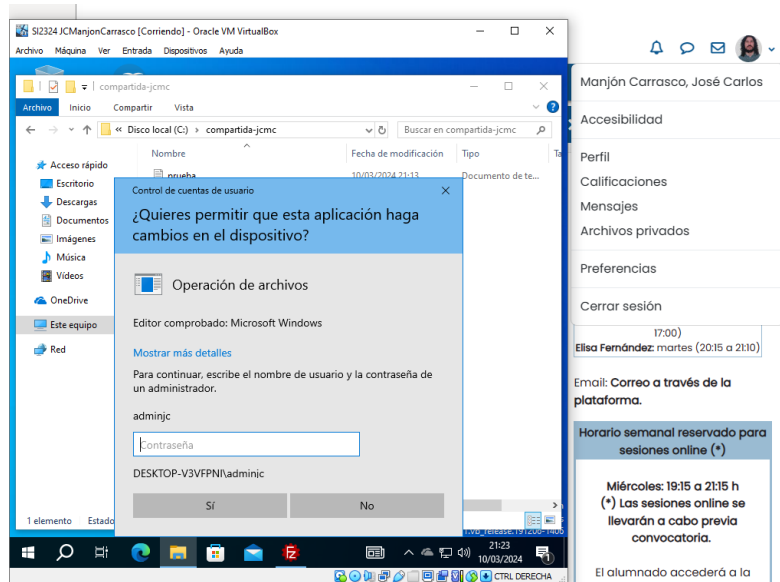 SI2324 JCManjonCarrasco [Corriendo] - Oracle VM VirtualBox
Archivo Máquina Ver Entrada Dispositivos Ayuda
compartida-jcmc
Archivo Inicio Compartir Vista
« Disco local (C:) › compartida-jcmc
Buscar en compartida-jcmc
Nombre Fecha de modificación Tipo Ta
prueba 10/03/2024 21:13 Documento de te...
Acceso rápido
Escritorio
Descargas
Documentos
Imágenes
Música
Vídeos
OneDrive
Este equipo
Red
Control de cuentas de usuario
¿Quieres permitir que esta aplicación haga
cambios en el dispositivo?
Operación de archivos
Editor comprobado: Microsoft Windows
Mostrar más detalles
Para continuar, escribe el nombre de usuario y la contraseña de
un administrador.
adminjc
Contraseña
DESKTOP-V3VFPNI\adminjc
Sí No
1 elemento Estado
21:23
10/03/2024
CTRL DERECHA
Manjón Carrasco, José Carlos
Accesibilidad
Perfil
Calificaciones
Mensajes
Archivos privados
Preferencias
Cerrar sesión
17:00)
Elisa Fernández: martes (20:15 a 21:10)
Email: Correo a través de la
plataforma.
Horario semanal reservado para
sesiones online (*)
Miércoles: 19:15 a 21:15 h
(*) Las sesiones online se
llevarán a cabo previa
convocatoria.
El alumnado accederá a la